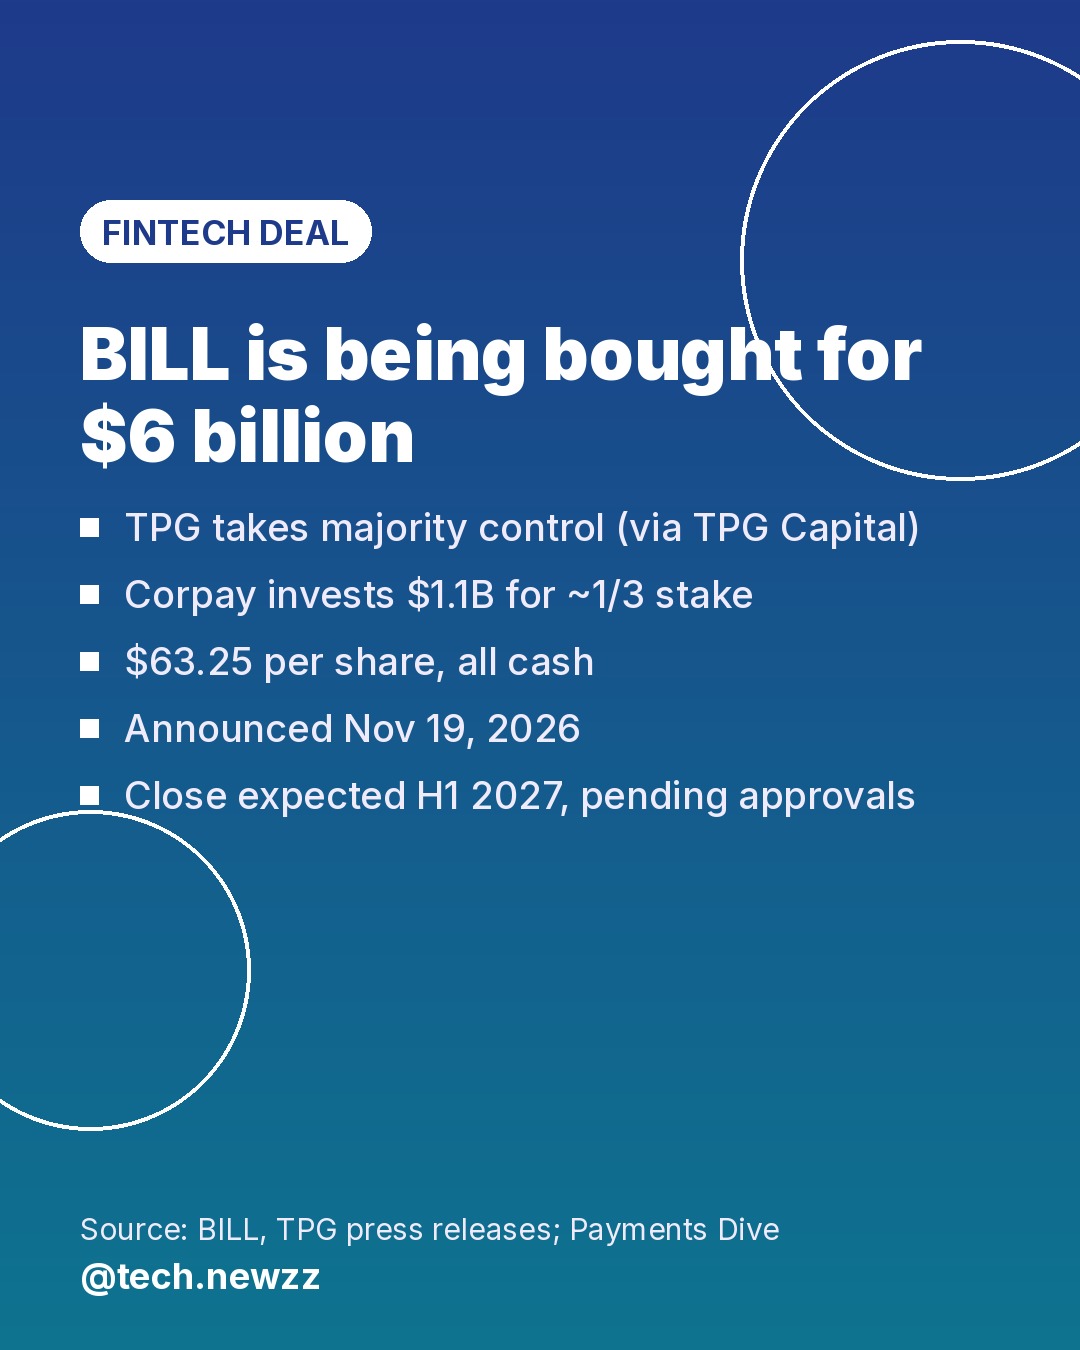 FINTECH DEAL
BILL is being bought for
$6 billion
TPG takes majority control (via TPG Capital)
Corpay invests $1.1B for ~1/3 stake
$63.25 per share, all cash
Announced Nov 19, 2026
Close expected H1 2027, pending approvals
Source: BILL, TPG press releases; Payments Dive
@tech.newzz